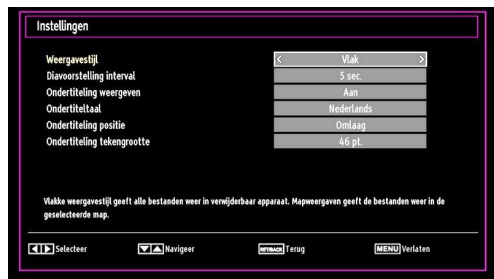 Instellingen
Weergavestijl < Vlak >
Diavoorstelling interval 5 sec.
Ondertiteling weergeven Aan
Ondertiteltaal Nederlands
Ondertiteling positie Omlaag
Ondertiteling tekengrootte 46 pt.
Vlakke weergavestijl geeft alle bestanden weer in verwijderbaar apparaat. Mapweergaven geeft de bestanden weer in de
geselecteerde map.
Selecteer Navigeer RETURN/BACK Terug MENU Verlaten